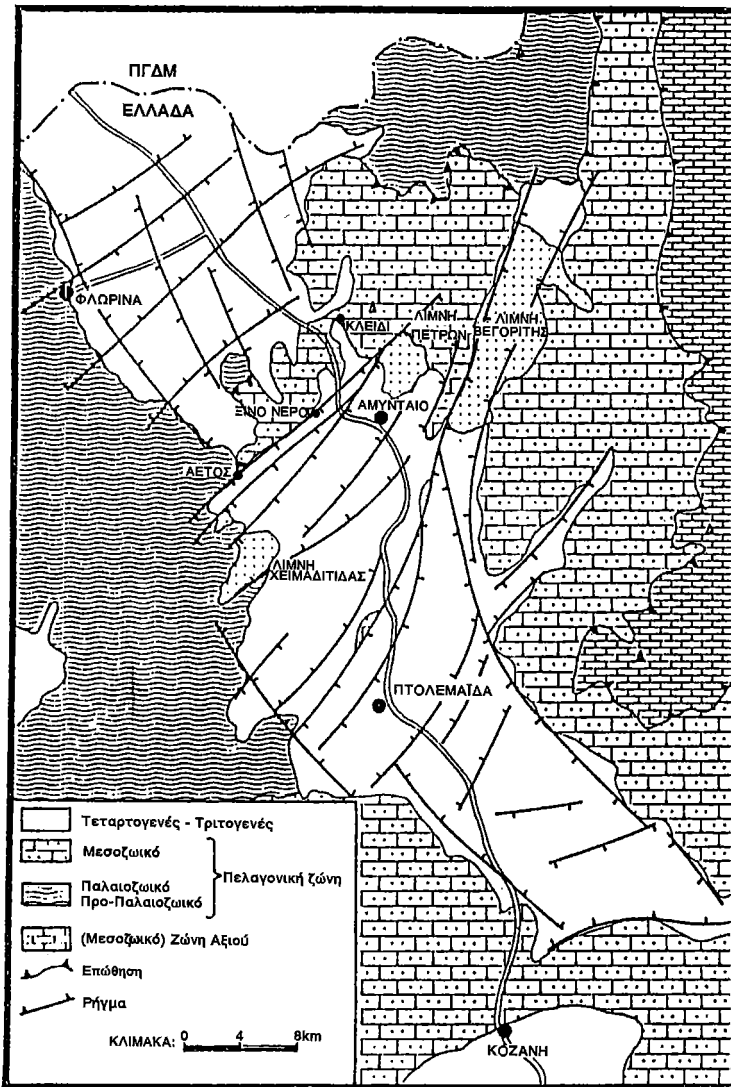 ΠΓΔΜ
ΕΛΛΑΔΑ
ΦΛΩΡΙΝΑ
ΚΛΕΙΔΙ
ΛΙΜΝΗ
ΠΕΤΡΩΝ
ΛΙΜΝΗ
ΒΕΓΟΡΙΤΗΣ
ΞΙΝΟ ΝΕΡΟ
ΑΜΥΝΤΑΙΟ
ΑΕΤΟΣ
ΛΙΜΝΗ
ΧΕΙΜΑΔΙΤΙΔΑΣ
ΠΤΟΛΕΜΑΪΔΑ
Τεταρτογενές - Τριτογενές
Μεσοζωικό
Πελαγονική ζώνη
Παλαιοζωικό
Προ-Παλαιοζωικό
(Μεσοζωικό) Ζώνη Αξιού
Επώθηση
Ρήγμα
ΚΛΙΜΑΚΑ: 0 4 8km
ΚΟΖΑΝΗ